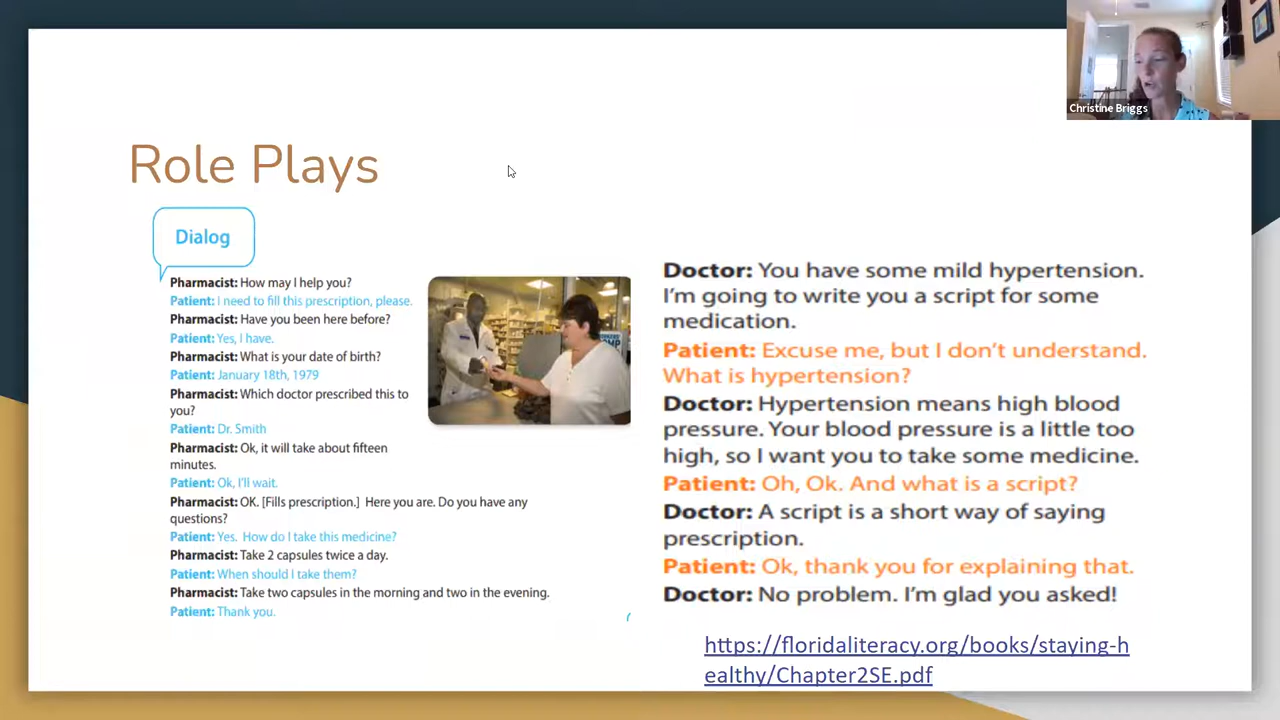 Christine Briggs
Role Plays
Dialog
Pharmacist: How may I help you?
Patient: I need to fill this prescription, please.
Pharmacist: Have you been here before?
Patient: Yes, I have.
Pharmacist: What is your date of birth?
Patient: January 18th, 1979
Pharmacist: Which doctor prescribed this to
you?
Patient: Dr. Smith
Pharmacist: Ok, it will take about fifteen
minutes.
Patient: Ok, I'll wait.
Pharmacist: OK. [Fills prescription.] Here you are. Do you have any
questions?
Patient: Yes. How do I take this medicine?
Pharmacist: Take 2 capsules twice a day.
Patient: When should I take them?
Pharmacist: Take two capsules in the morning and two in the evening.
Patient: Thank you.
Doctor: You have some mild hypertension.
I'm going to write you a script for some
medication.
Patient: Excuse me, but I don't understand.
What is hypertension?
Doctor: Hypertension means high blood
pressure. Your blood pressure is a little too
high, so I want you to take some medicine.
Patient: Oh, Ok. And what is a script?
Doctor: A script is a short way of saying
prescription.
Patient: Ok, thank you for explaining that.
Doctor: No problem. I'm glad you asked!
https://floridaliteracy.org/books/staying-h
ealthy/Chapter2SE.pdf